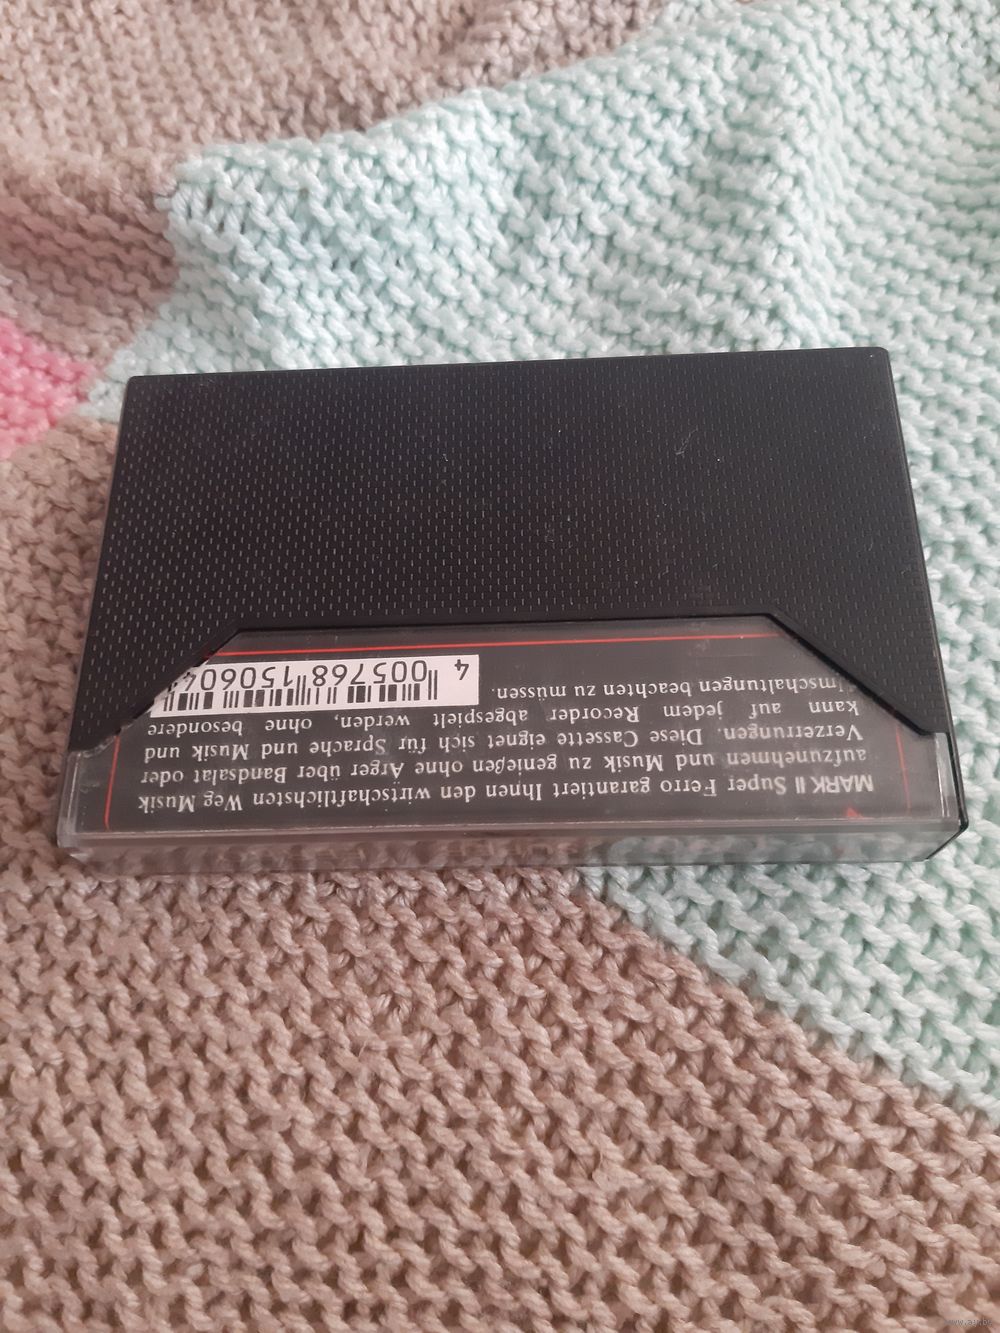 MARK II Super Ferro garantiert Ihnen den wirtschaftlichsten Weg Musik
aufzunehmen und Musik zu genießen ohne Ärger über Bandsalat oder
Verzerrungen. Diese Cassette eignet sich für Sprache und Musik und
kann auf jedem Recorder abgespielt werden, ohne besondere
Umschaltungen beachten zu müssen.
4 005768 150604